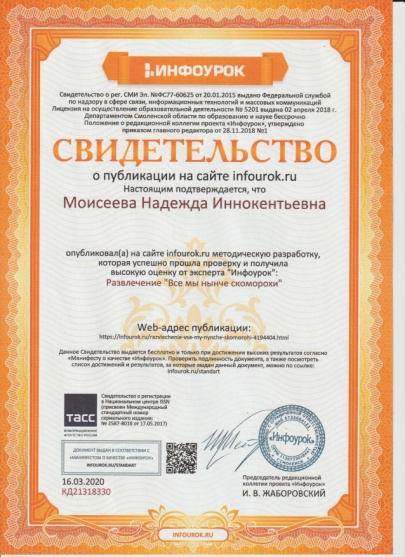 ИНФОУРОК
Свидетельство о рег. СМИ Эл. №ФС77-60625 от 20.01.2015 выдано Федеральной службой
по надзору в сфере связи, информационных технологий и массовых коммуникаций
Лицензия на осуществление образовательной деятельности № 5201 выдана 02 апреля 2018 г.
Департаментом Смоленской области по образованию и науке бессрочно
Положение о редакционной коллегии проекта «Инфоурок», утверждено
приказом главного редактора от 28.11.2018 №1
СВИДЕТЕЛЬСТВО
о публикации на сайте infourok.ru
Настоящим подтверждается, что
Моисеева Надежда Иннокентьевна
опубликовал(а) на сайте infourok.ru методическую разработку,
которая успешно прошла проверку и получила
высокую оценку от эксперта "Инфоурок":
Развлечение "Все мы нынче скоморохи"
Web-адрес публикации:
https://infourok.ru/razvlechenie-vse-my-nynche-skomorohi-4194404.html
Данное Свидетельство выдается бесплатно и только при достижении высоких результатов согласно
«Манифесту о качестве «Инфоурок». Проверить подлинность документа, а также посмотреть
список достижений и результатов, за которые выдан данный документ, можно по ссылке:
infourok.ru/standart
ТАСС
ИНФОРМАЦИОННОЕ
АГЕНТСТВО РОССИИ
Свидетельство о регистрации
в Национальном центре ISSN
(присвоен Международный
стандартный номер
сериального издания:
№ 2587-8018 от 17.05.2017)
ДОКУМЕНТ ВЫДАН В СООТВЕТСТВИИ С
«МАНИФЕСТОМ О КАЧЕСТВЕ «ИНФОУРОК»
INFOUROK.RU/STANDART
16.03.2020
КД21318330
«Инфоурок»
Председатель редакционной
коллегии проекта «Инфоурок»
И. В. ЖАБОРОВСКИЙ
INFOUROK.RU